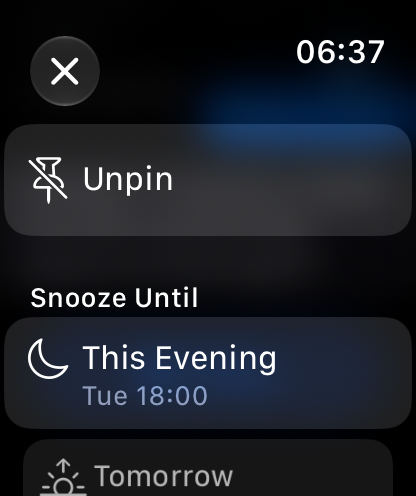 06:37
Unpin
Snooze Until
This Evening
Tue 18:00
Tomorrow